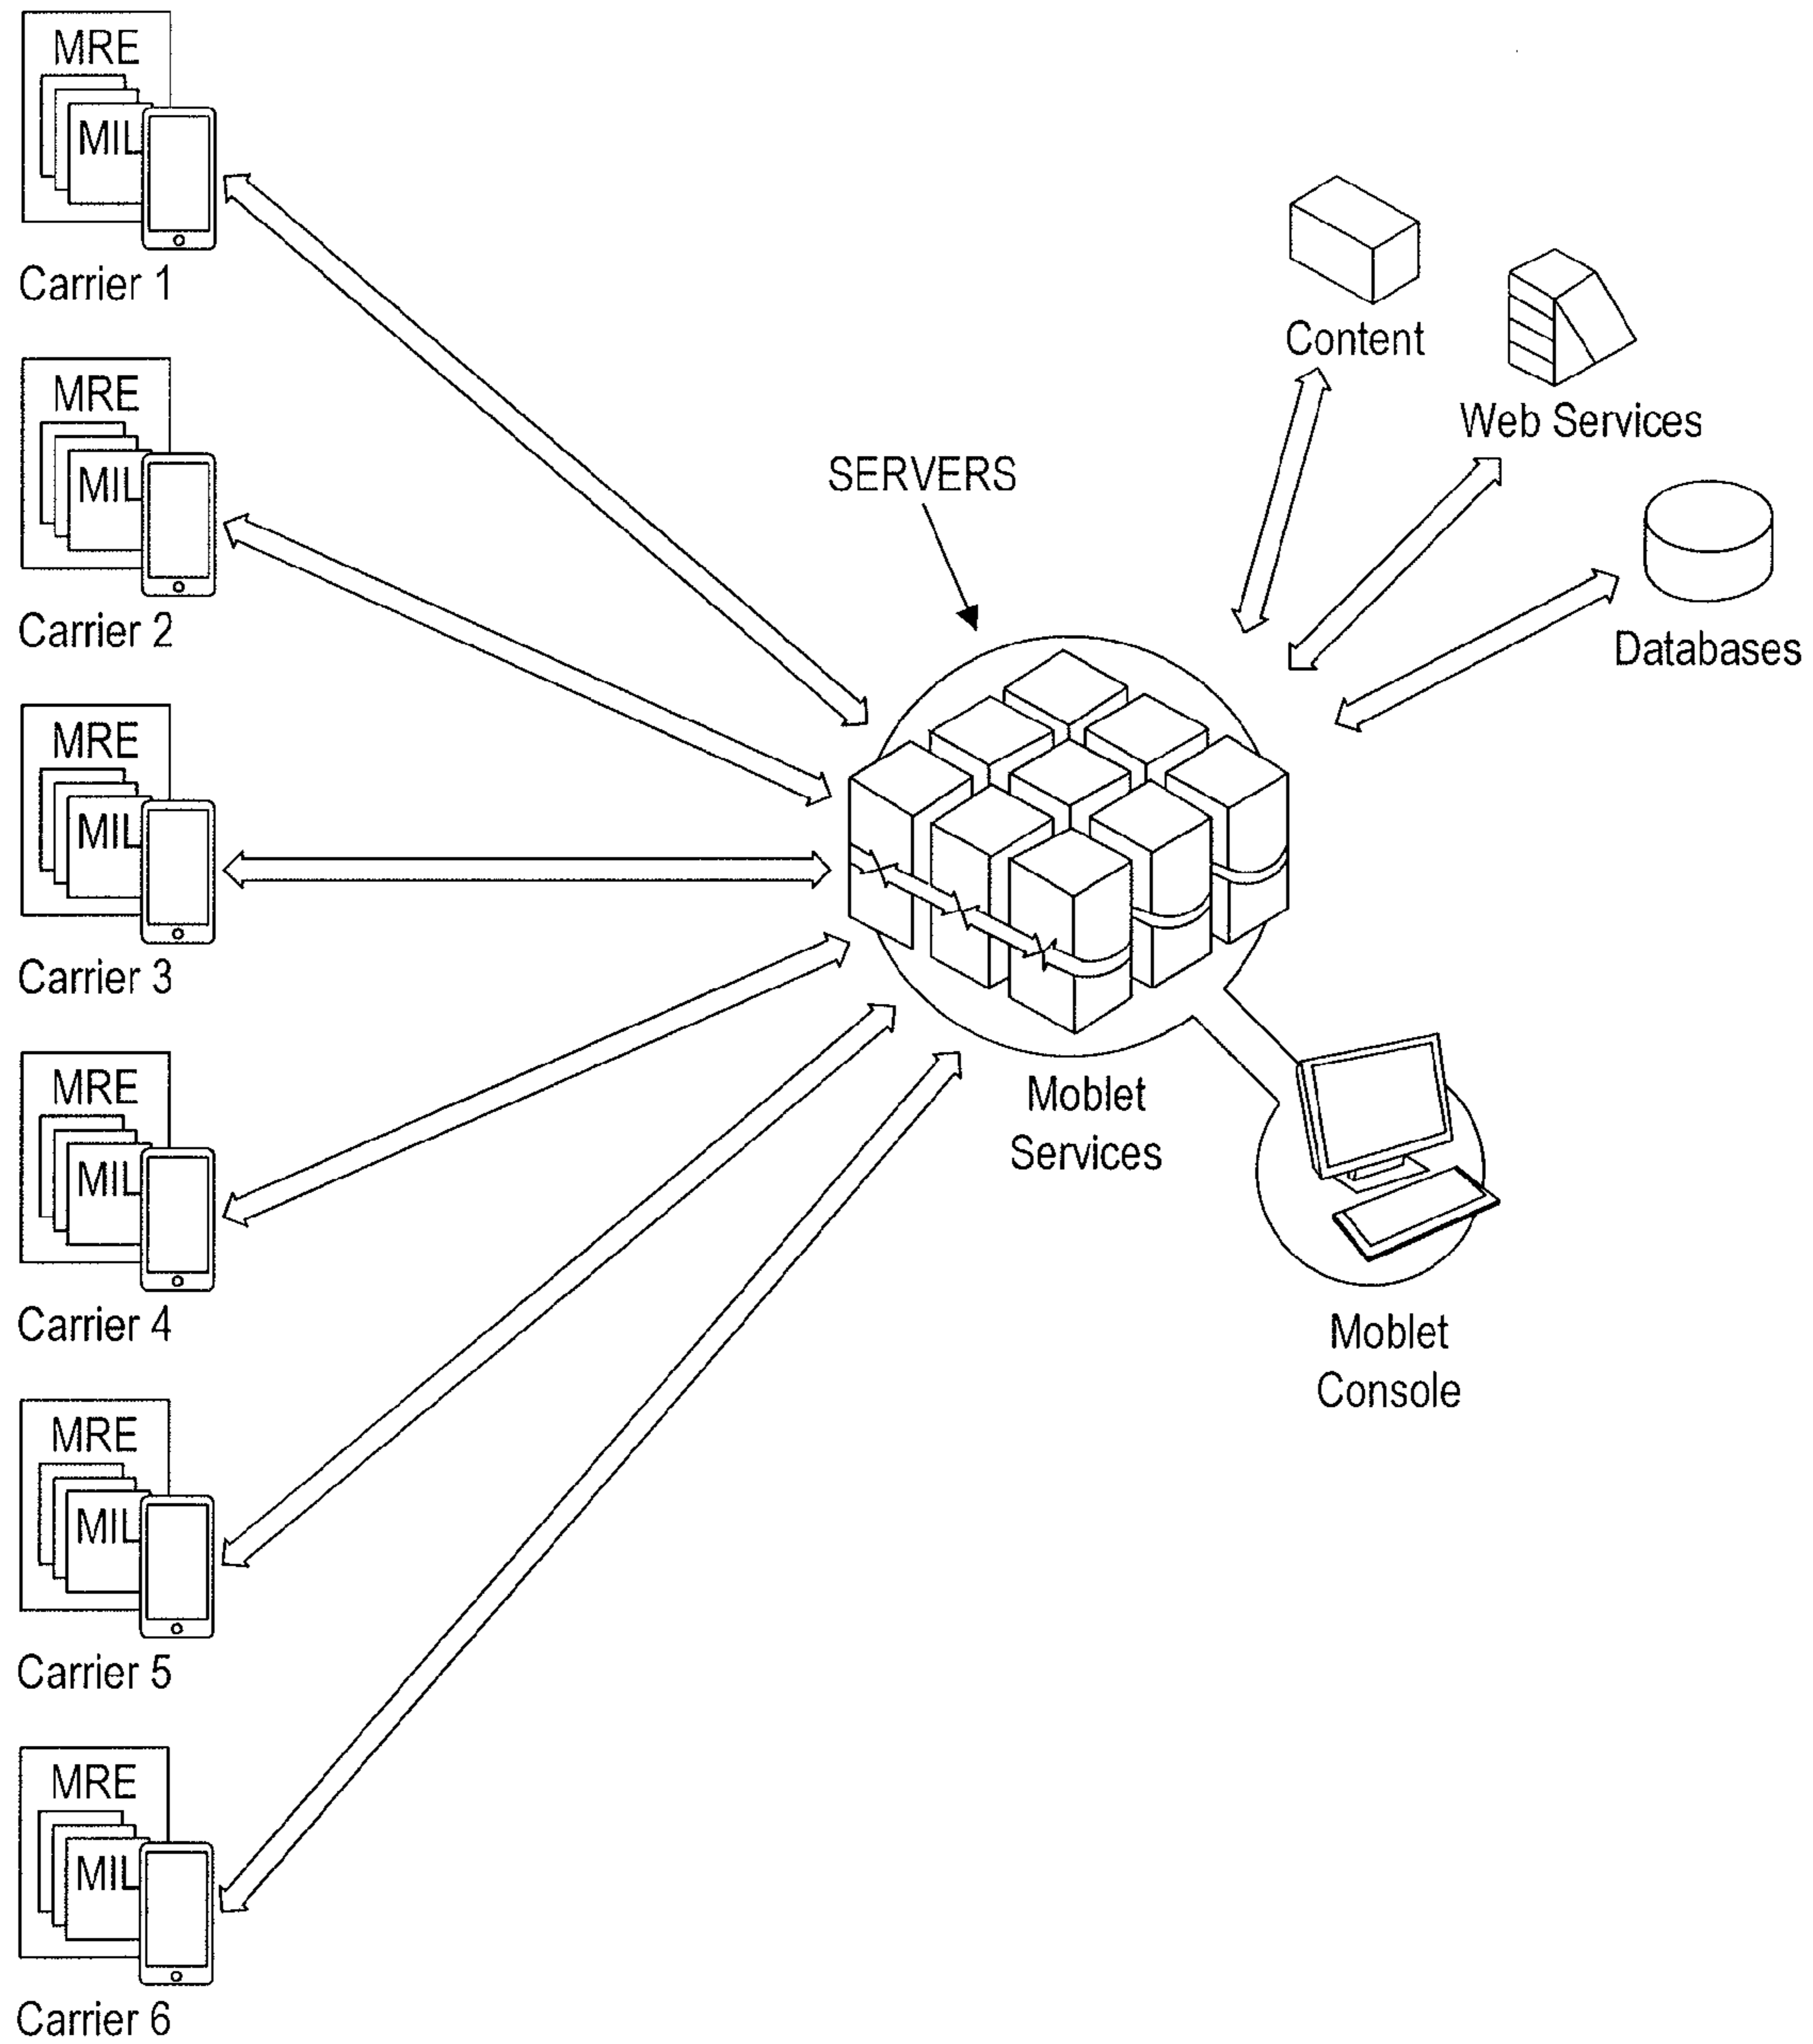 MRE
MIL
Carrier 1
MRE
MIL
Carrier 2
MRE
MIL
Carrier 3
MRE
MIL
Carrier 4
MRE
MIL
Carrier 5
MRE
MIL
Carrier 6
SERVERS
Content
Web Services
Databases
Moblet
Services
Moblet
Console